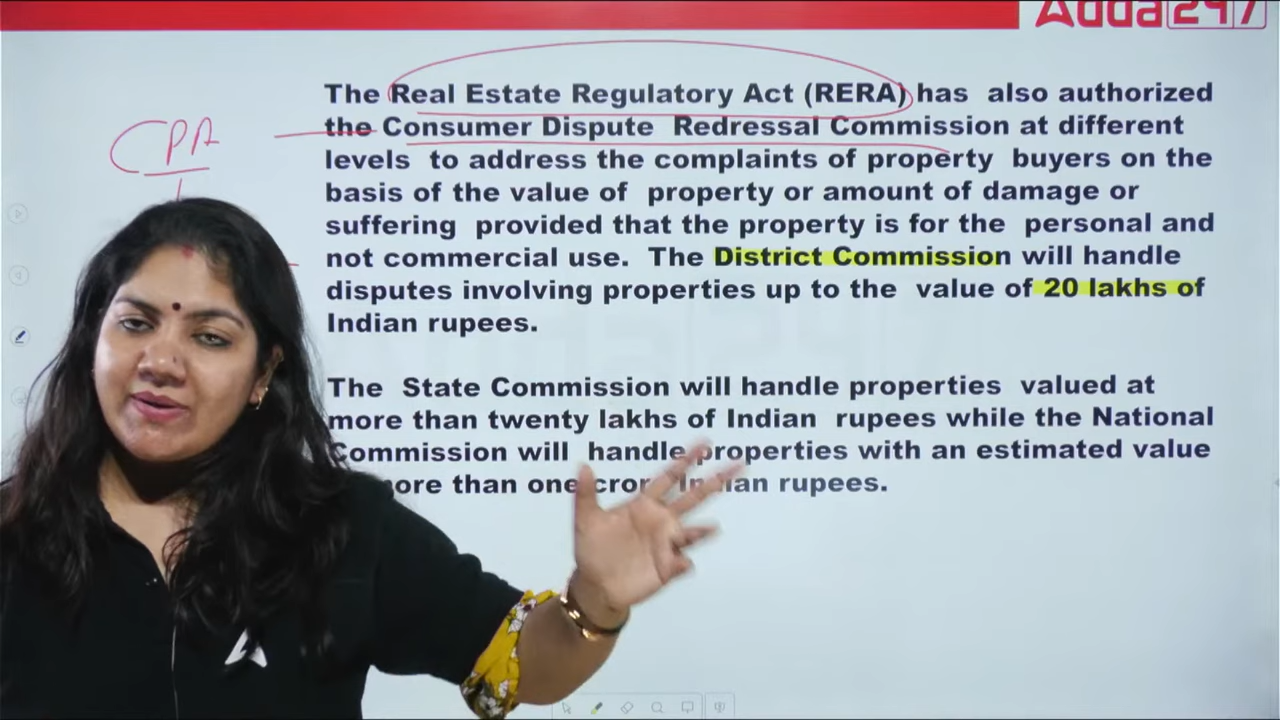 Adda247
The Real Estate Regulatory Act (RERA) has also authorized
the Consumer Dispute Redressal Commission at different
CPA
levels to address the complaints of property buyers on the
basis of the value of property or amount of damage or
suffering provided that the property is for the personal and
not commercial use. The District Commission will handle
disputes involving properties up to the value of 20 lakhs of
Indian rupees.
The State Commission will handle properties valued at
more than twenty lakhs of Indian rupees while the National
Commission will handle properties with an estimated value
more than one crore Indian rupees.